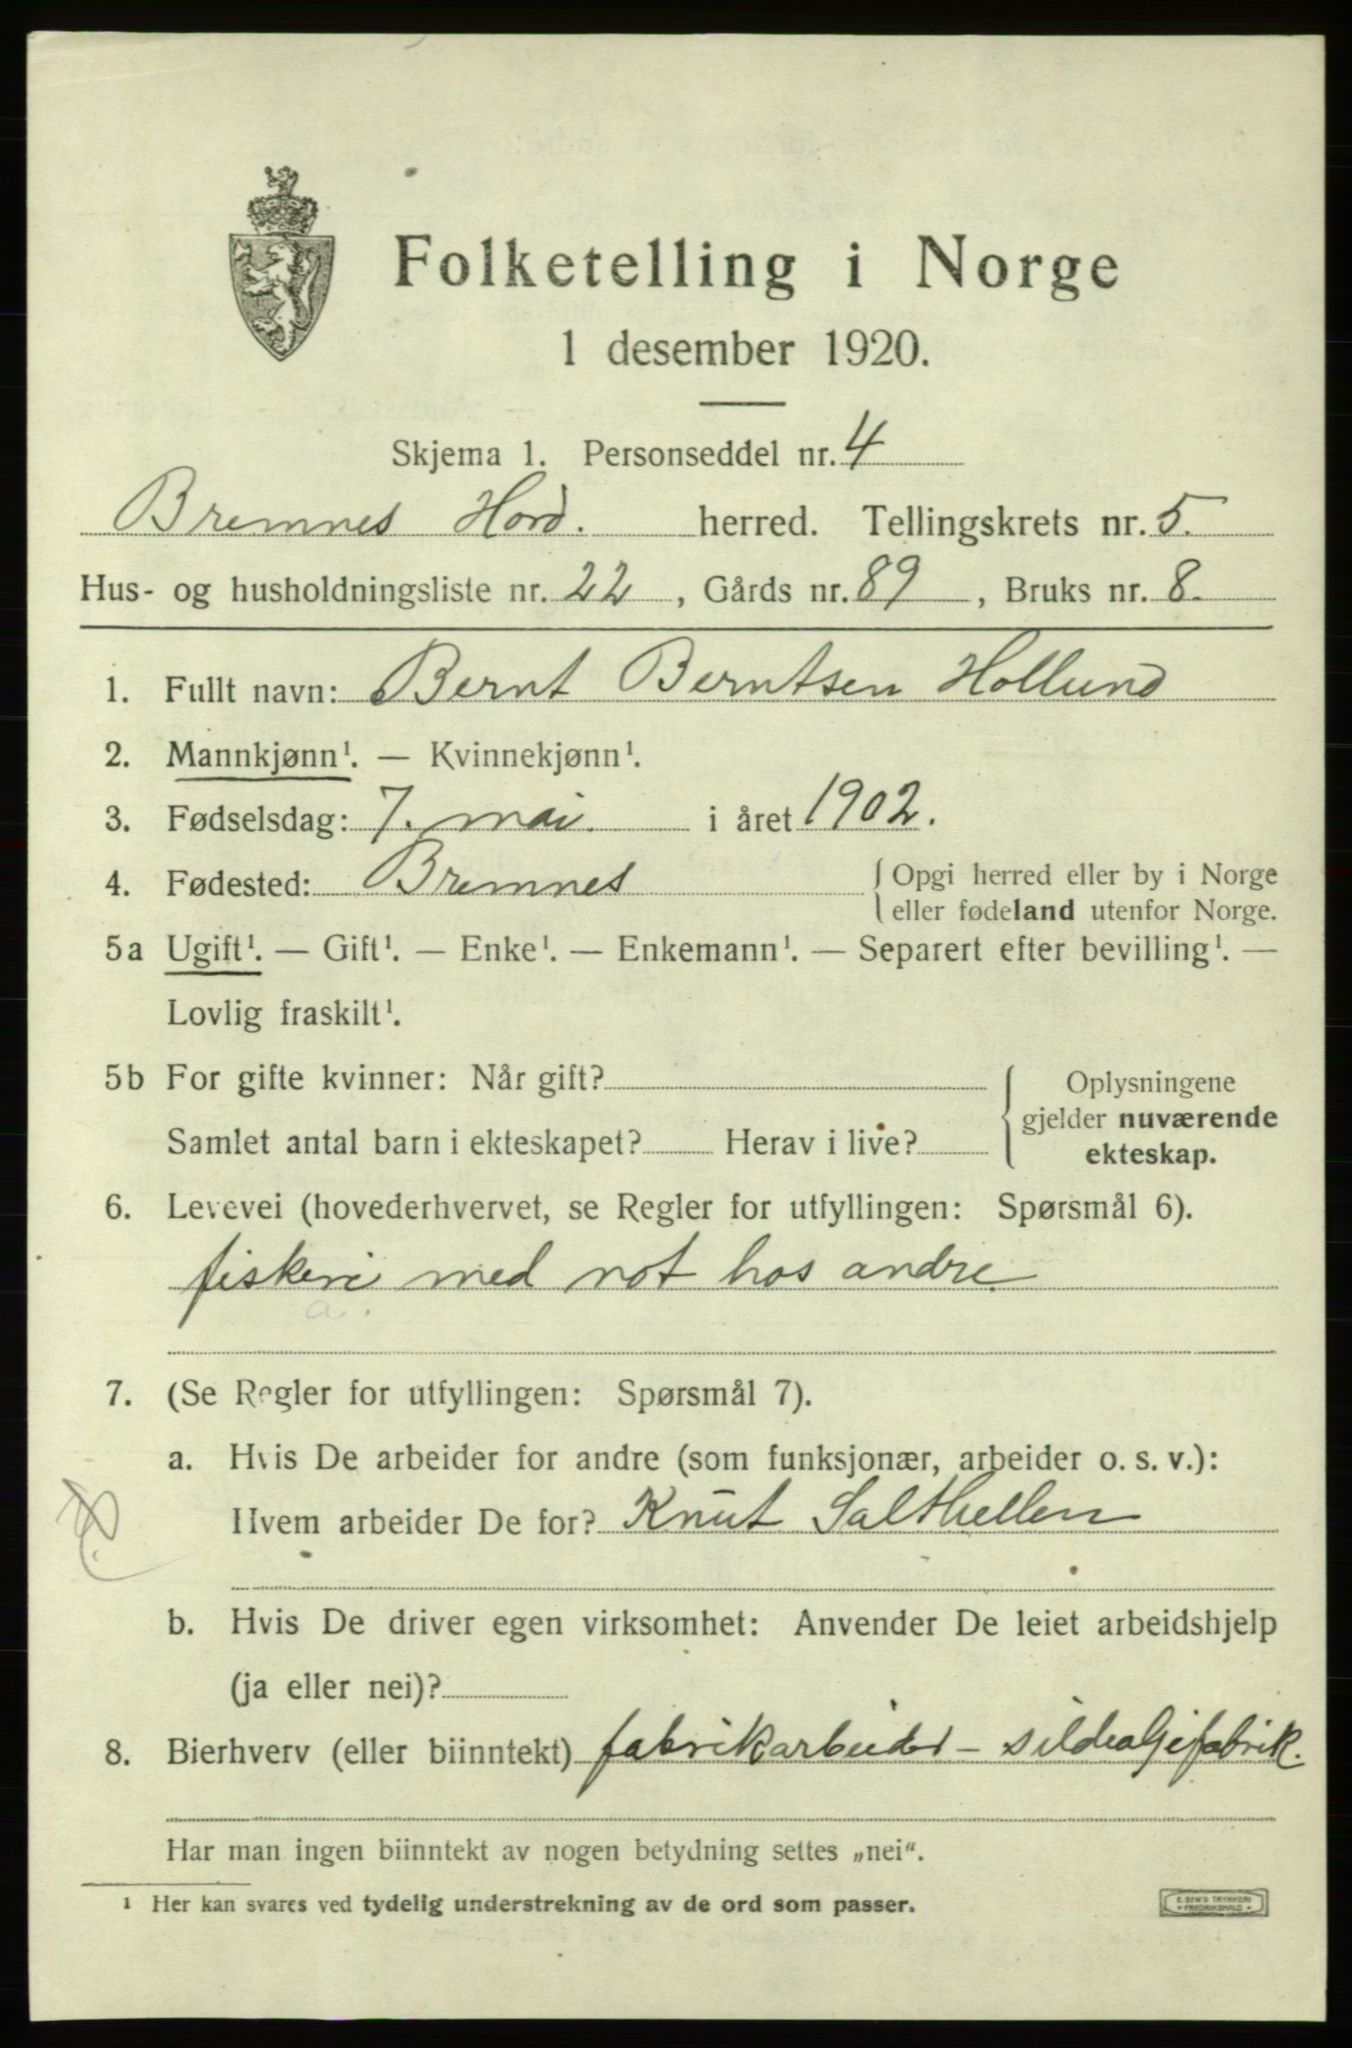 Folketelling i Norge
1 desember 1920.
Skjema 1. Personseddel nr. 4
Bremnes Hord. herred. Tellingskrets nr. 5.
Hus- og husholdningsliste nr. 22, Gårds nr. 89, Bruks nr. 8.
1. Fullt navn: Bernt Berntsen Hollund
2. Mannkjønn¹. — Kvinnekjønn¹.
3. Fødselsdag: 7. mai. i året 1902.
4. Fødested: Bremnes { Opgi herred eller by i Norge
eller fødeland utenfor Norge.
5a Ugift¹. — Gift¹. — Enke¹. — Enkemann¹. — Separert efter bevilling¹. —
Lovlig fraskilt¹.
5b For gifte kvinner: Når gift?
Samlet antal barn i ekteskapet? Herav i live?
{ Oplysningene
gjelder nuværende
ekteskap.
6. Levevei (hovederhvervet, se Regler for utfyllingen: Spørsmål 6).
fiskeri med not hos andre
a.
7. (Se Regler for utfyllingen: Spørsmål 7).
a. Hvis De arbeider for andre (som funksjonær, arbeider o. s. v.):
Hvem arbeider De for? Knut Salthellen
b. Hvis De driver egen virksomhet: Anvender De leiet arbeidshjelp
(ja eller nei)?
8. Bierhverv (eller biinntekt) fabrikarbeider - sildoljefabrik.
Har man ingen biinntekt av nogen betydning settes „nei“.
¹ Her kan svares ved tydelig understrekning av de ord som passer.
E. SEM'S TRYKKERI
* FREDRIKSHALD *